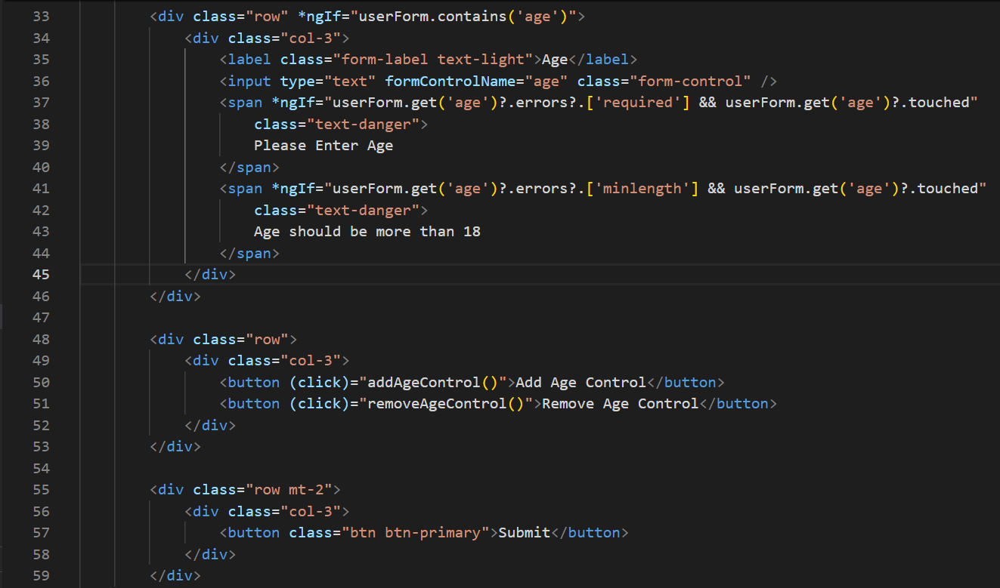 33 <div class="row" *ngIf="userForm.contains('age')">
34 <div class="col-3">
35 <label class="form-label text-light">Age</label>
36 <input type="text" formControlName="age" class="form-control" />
37 <span *ngIf="userForm.get('age')?.errors?.['required'] && userForm.get('age')?.touched"
38 class="text-danger">
39 Please Enter Age
40 </span>
41 <span *ngIf="userForm.get('age')?.errors?.['minlength'] && userForm.get('age')?.touched"
42 class="text-danger">
43 Age should be more than 18
44 </span>
45 </div>
46 </div>
47
48 <div class="row">
49 <div class="col-3">
50 <button (click)="addAgeControl()">Add Age Control</button>
51 <button (click)="removeAgeControl()">Remove Age Control</button>
52 </div>
53 </div>
54
55 <div class="row mt-2">
56 <div class="col-3">
57 <button class="btn btn-primary">Submit</button>
58 </div>
59 </div>